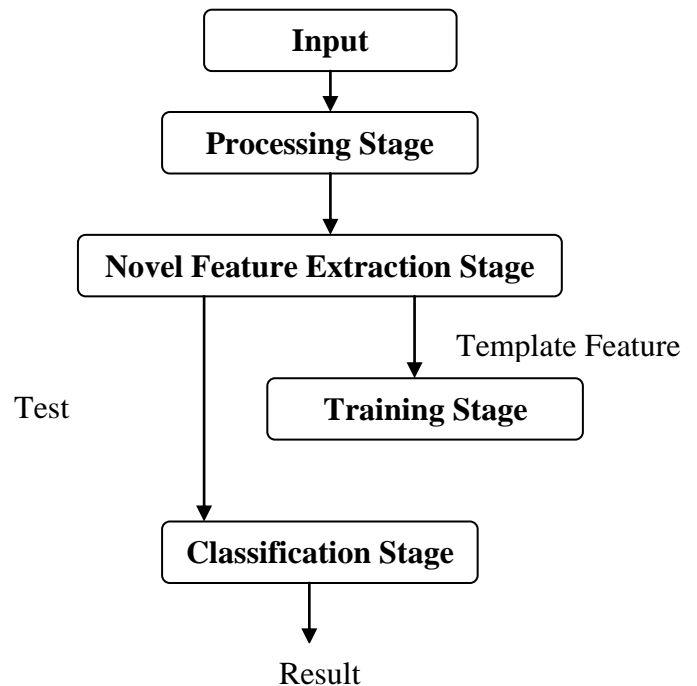 Input
Processing Stage
Novel Feature Extraction Stage
Template Feature
Test
Training Stage
Classification Stage
Result